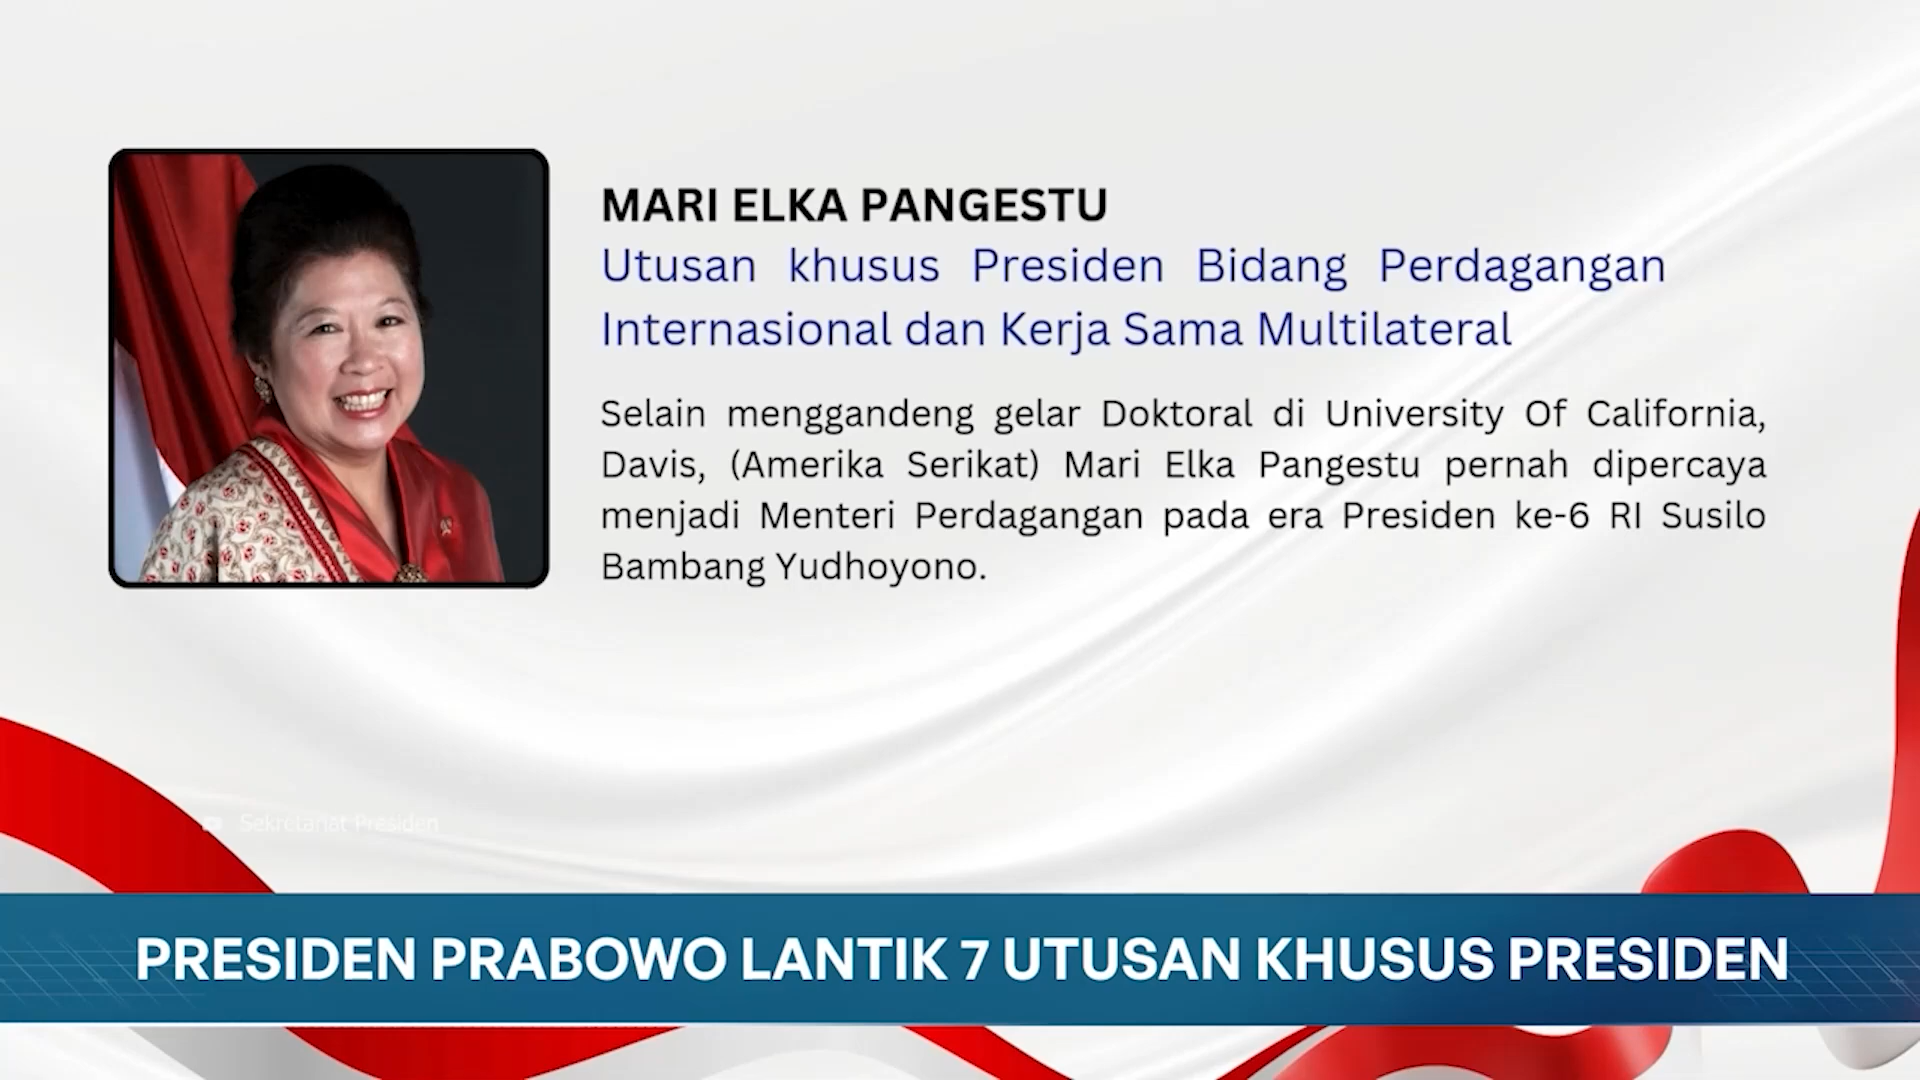 MARI ELKA PANGESTU
Utusan khusus Presiden Bidang Perdagangan
Internasional dan Kerja Sama Multilateral
Selain menggandeng gelar Doktoral di University Of California,
Davis, (Amerika Serikat) Mari Elka Pangestu pernah dipercaya
menjadi Menteri Perdagangan pada era Presiden ke-6 RI Susilo
Bambang Yudhoyono.
Sekretariat Presiden
PRESIDEN PRABOWO LANTIK 7 UTUSAN KHUSUS PRESIDEN